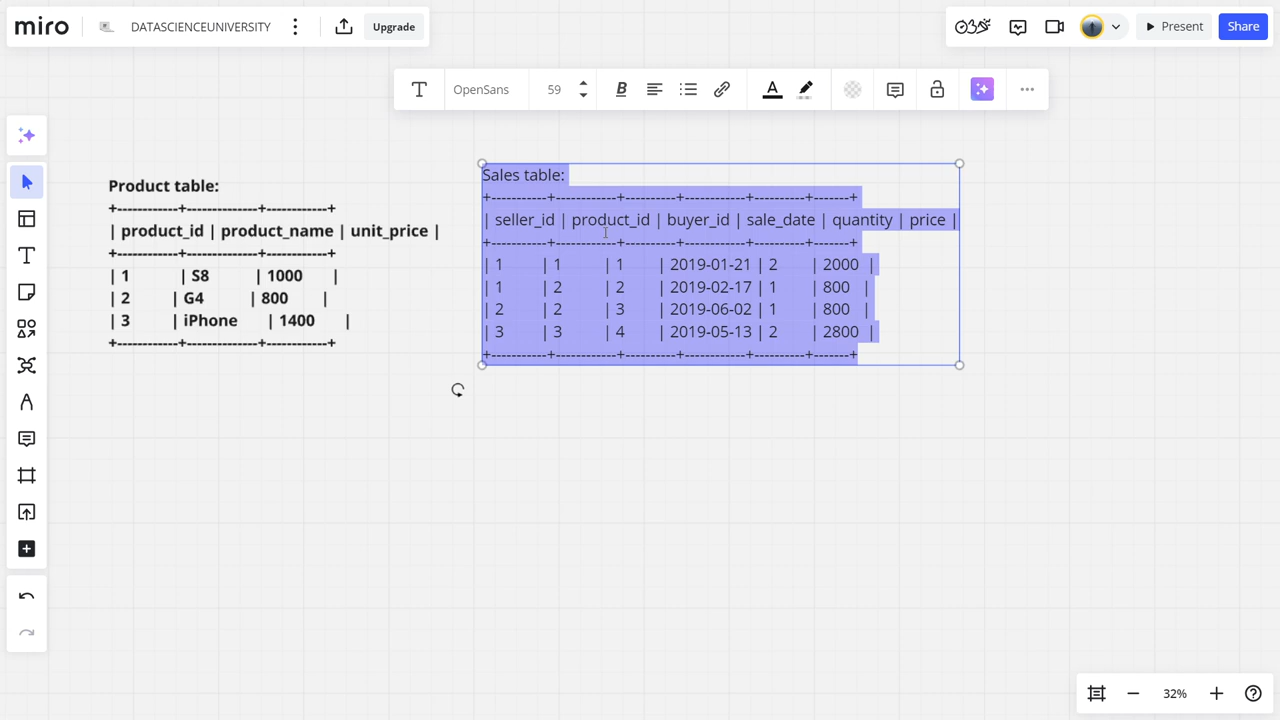 miro
DATASCIENCEUNIVERSITY
Upgrade
Present
Share
OpenSans
59
B
A
Product table:
+-----------+-------------+------------+
| product_id | product_name | unit_price |
+-----------+-------------+------------+
| 1 | S8 | 1000 |
| 2 | G4 | 800 |
| 3 | iPhone | 1400 |
+-----------+-------------+------------+
Sales table:
+-----------+------------+----------+------------+----------+-------+
| seller_id | product_id | buyer_id | sale_date | quantity | price |
+-----------+------------+----------+------------+----------+-------+
| 1 | 1 | 1 | 2019-01-21 | 2 | 2000 |
| 1 | 2 | 2 | 2019-02-17 | 1 | 800 |
| 2 | 2 | 3 | 2019-06-02 | 1 | 800 |
| 3 | 3 | 4 | 2019-05-13 | 2 | 2800 |
+-----------+------------+----------+------------+----------+-------+
32%